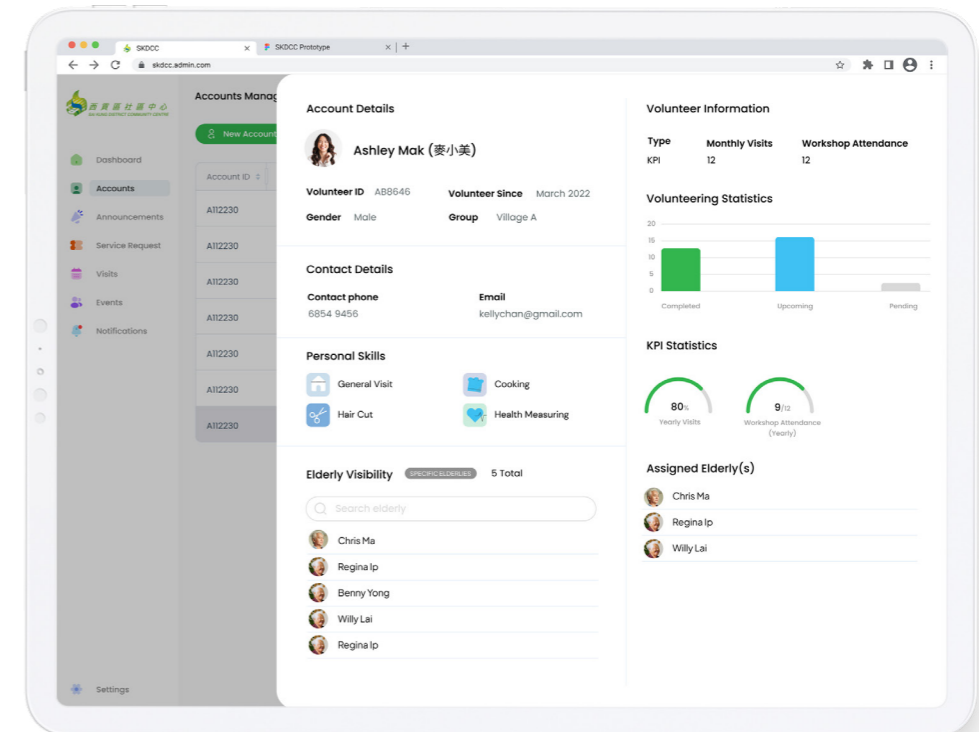 SKDCC
SKDCC Prototype
skdcc.admin.com
西貢區社區中心
SAI KUNG DISTRICT COMMUNITY CENTRE
Dashboard
Accounts
Announcements
Service Request
Visits
Events
Notifications
Settings
Accounts Manag
New Account
Account ID
A112230
A112230
A112230
A112230
A112230
A112230
A112230
Account Details
Ashley Mak (麥小美)
Volunteer ID AB8646 Volunteer Since March 2022
Gender Male Group Village A
Contact Details
Contact phone Email
6854 9456 kellychan@gmail.com
Personal Skills
General Visit Cooking
Hair Cut Health Measuring
Elderly Visibility SPECIFIC ELDERLIES 5 Total
Search elderly
Chris Ma
Regina Ip
Benny Yong
Willy Lai
Regina Ip
Volunteer Information
Type Monthly Visits Workshop Attendance
KPI 12 12
Volunteering Statistics
20
15
10
5
0
Completed Upcoming Pending
KPI Statistics
80% 9/12
Yearly Visits Workshop Attendance
(Yearly)
Assigned Elderly(s)
Chris Ma
Regina Ip
Willy Lai